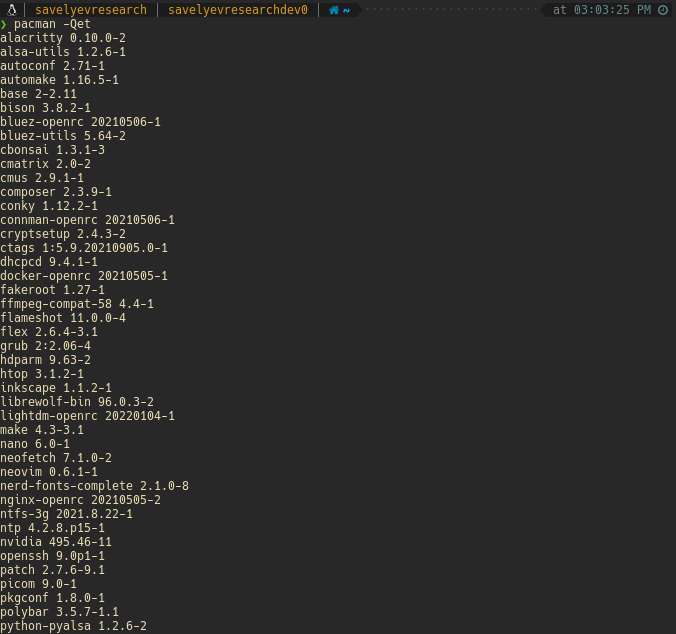 savelyevresearch | savelyevresearchdev0 | ~ at 03:03:25 PM
❯ pacman -Qet
alacritty 0.10.0-2
alsa-utils 1.2.6-1
autoconf 2.71-1
automake 1.16.5-1
base 2-2.11
bison 3.8.2-1
bluez-openrc 20210506-1
bluez-utils 5.64-2
cbonsai 1.3.1-3
cmatrix 2.0-2
cmus 2.9.1-1
composer 2.3.9-1
conky 1.12.2-1
connman-openrc 20210506-1
cryptsetup 2.4.3-2
ctags 1:5.9.20210905.0-1
dhcpcd 9.4.1-1
docker-openrc 20210505-1
fakeroot 1.27-1
ffmpeg-compat-58 4.4-1
flameshot 11.0.0-4
flex 2.6.4-3.1
grub 2:2.06-4
hdparm 9.63-2
htop 3.1.2-1
inkscape 1.1.2-1
librewolf-bin 96.0.3-2
lightdm-openrc 20220104-1
make 4.3-3.1
nano 6.0-1
neofetch 7.1.0-2
neovim 0.6.1-1
nerd-fonts-complete 2.1.0-8
nginx-openrc 20210505-2
ntfs-3g 2021.8.22-1
ntp 4.2.8.p15-1
nvidia 495.46-11
openssh 9.0p1-1
patch 2.7.6-9.1
picom 9.0-1
pkgconf 1.8.0-1
polybar 3.5.7-1.1
python-pyalsa 1.2.6-2